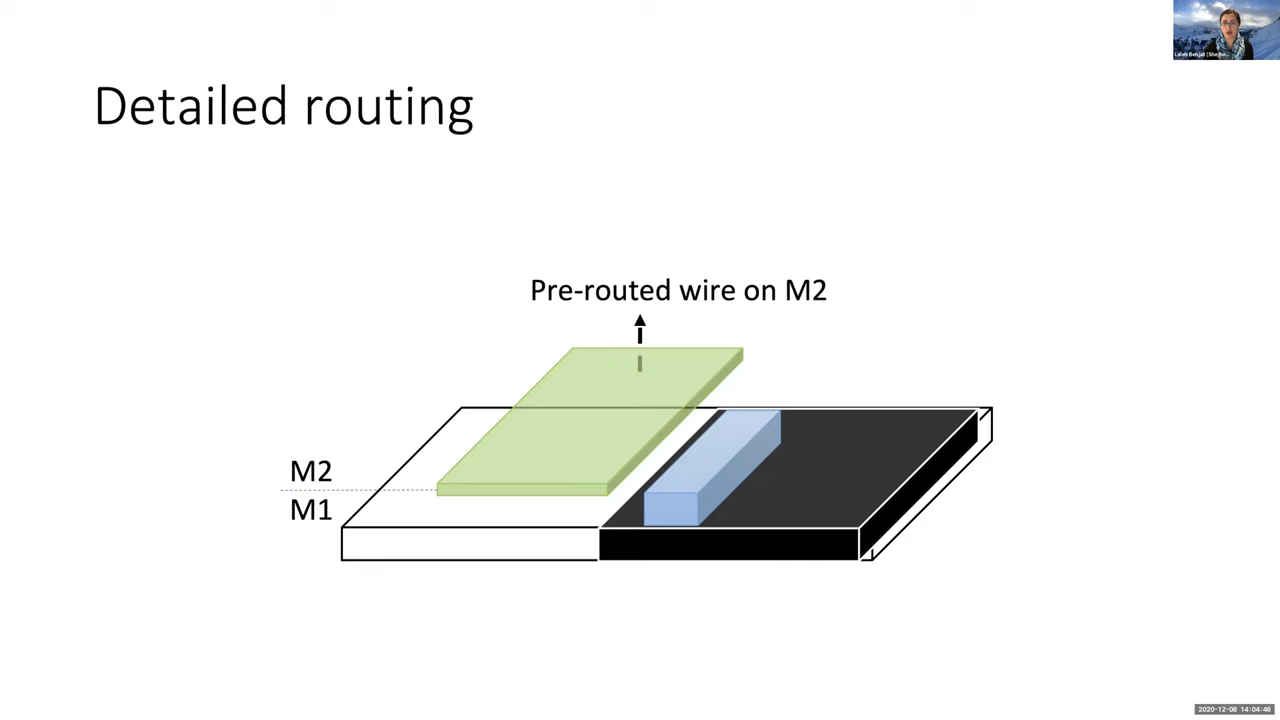 Detailed routing
Pre-routed wire on M2
M2
M1
2020-12-08 14:04:46